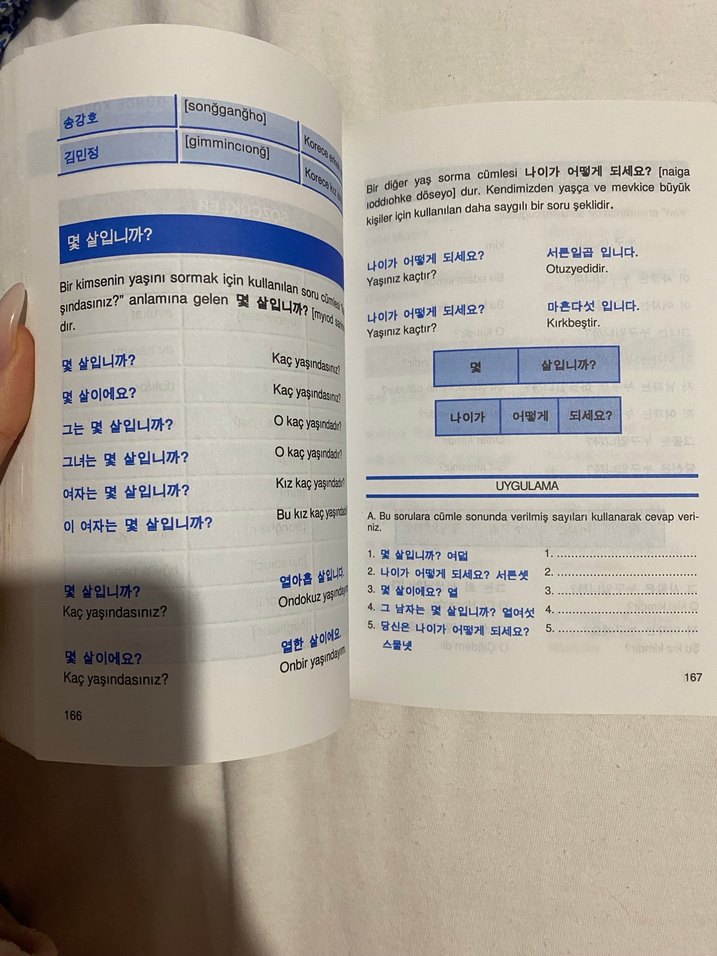 송강호 [sonğganğho] Korece erkek
김민정 [gimmincıonğ] Korece kız
몇 살입니까?
Bir kimsenin yaşını sormak için kullanılan soru cümlesi
şındasınız?" anlamına gelen 몇 살입니까? [myıod
dır.
몇 살입니까? Kaç yaşındasınız?
몇 살이에요? Kaç yaşındasınız?
그는 몇 살입니까? O kaç yaşındadır?
그녀는 몇 살입니까? O kaç yaşındadır?
여자는 몇 살입니까? Kız kaç yaşındadır?
이 여자는 몇 살입니까? Bu kız kaç yaşındadır
몇 살입니까? 열아홉 살입니다.
Kaç yaşındasınız? Ondokuz yaşındayım
몇 살이에요? 열한 살이에요
Kaç yaşındasınız? Onbir yaşındayım.
166
Bir diğer yaş sorma cümlesi 나이가 어떻게 되세요? [naiga
ıoddıohke döseyo] dur. Kendimizden yaşça ve mevkice büyük
kişiler için kullanılan daha saygılı bir soru şeklidir.
나이가 어떻게 되세요? 서른일곱 입니다.
Yaşınız kaçtır? Otuzyedidir.
나이가 어떻게 되세요? 마흔다섯 입니다.
Yaşınız kaçtır? Kırkbeştir.
몇 살입니까?
나이가 어떻게 되세요?
UYGULAMA
A. Bu sorulara cümle sonunda verilmiş sayıları kullanarak cevap veri-
niz.
1. 몇 살입니까? 여덟 1. ........................................
2. 나이가 어떻게 되세요? 서른셋 2. ........................................
3. 몇 살이에요? 열 3. ........................................
4. 그 남자는 몇 살입니까? 열여섯 4. ........................................
5. 당신은 나이가 어떻게 되세요? 5. ........................................
스물넷
167